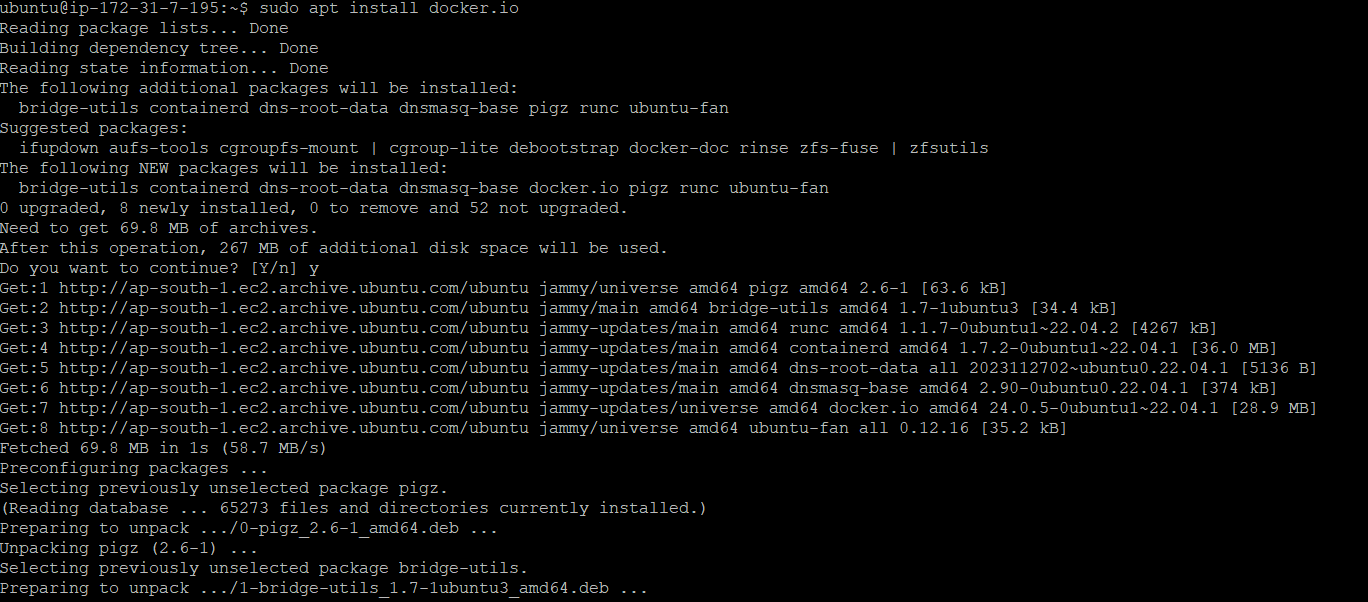 ubuntu@ip-172-31-7-195:~$ sudo apt install docker.io
Reading package lists... Done
Building dependency tree... Done
Reading state information... Done
The following additional packages will be installed:
  bridge-utils containerd dns-root-data dnsmasq-base pigz runc ubuntu-fan
Suggested packages:
  ifupdown aufs-tools cgroupfs-mount | cgroup-lite debootstrap docker-doc rinse zfs-fuse | zfsutils
The following NEW packages will be installed:
  bridge-utils containerd dns-root-data dnsmasq-base docker.io pigz runc ubuntu-fan
0 upgraded, 8 newly installed, 0 to remove and 52 not upgraded.
Need to get 69.8 MB of archives.
After this operation, 267 MB of additional disk space will be used.
Do you want to continue? [Y/n] y
Get:1 http://ap-south-1.ec2.archive.ubuntu.com/ubuntu jammy/universe amd64 pigz amd64 2.6-1 [63.6 kB]
Get:2 http://ap-south-1.ec2.archive.ubuntu.com/ubuntu jammy/main amd64 bridge-utils amd64 1.7-1ubuntu3 [34.4 kB]
Get:3 http://ap-south-1.ec2.archive.ubuntu.com/ubuntu jammy-updates/main amd64 runc amd64 1.1.7-0ubuntu1~22.04.2 [4267 kB]
Get:4 http://ap-south-1.ec2.archive.ubuntu.com/ubuntu jammy-updates/main amd64 containerd amd64 1.7.2-0ubuntu1~22.04.1 [36.0 MB]
Get:5 http://ap-south-1.ec2.archive.ubuntu.com/ubuntu jammy-updates/main amd64 dns-root-data all 2023112702~ubuntu0.22.04.1 [5136 B]
Get:6 http://ap-south-1.ec2.archive.ubuntu.com/ubuntu jammy-updates/main amd64 dnsmasq-base amd64 2.90-0ubuntu0.22.04.1 [374 kB]
Get:7 http://ap-south-1.ec2.archive.ubuntu.com/ubuntu jammy-updates/universe amd64 docker.io amd64 24.0.5-0ubuntu1~22.04.1 [28.9 MB]
Get:8 http://ap-south-1.ec2.archive.ubuntu.com/ubuntu jammy/universe amd64 ubuntu-fan all 0.12.16 [35.2 kB]
Fetched 69.8 MB in 1s (58.7 MB/s)
Preconfiguring packages ...
Selecting previously unselected package pigz.
(Reading database ... 65273 files and directories currently installed.)
Preparing to unpack .../0-pigz_2.6-1_amd64.deb ...
Unpacking pigz (2.6-1) ...
Selecting previously unselected package bridge-utils.
Preparing to unpack .../1-bridge-utils_1.7-1ubuntu3_amd64.deb ...